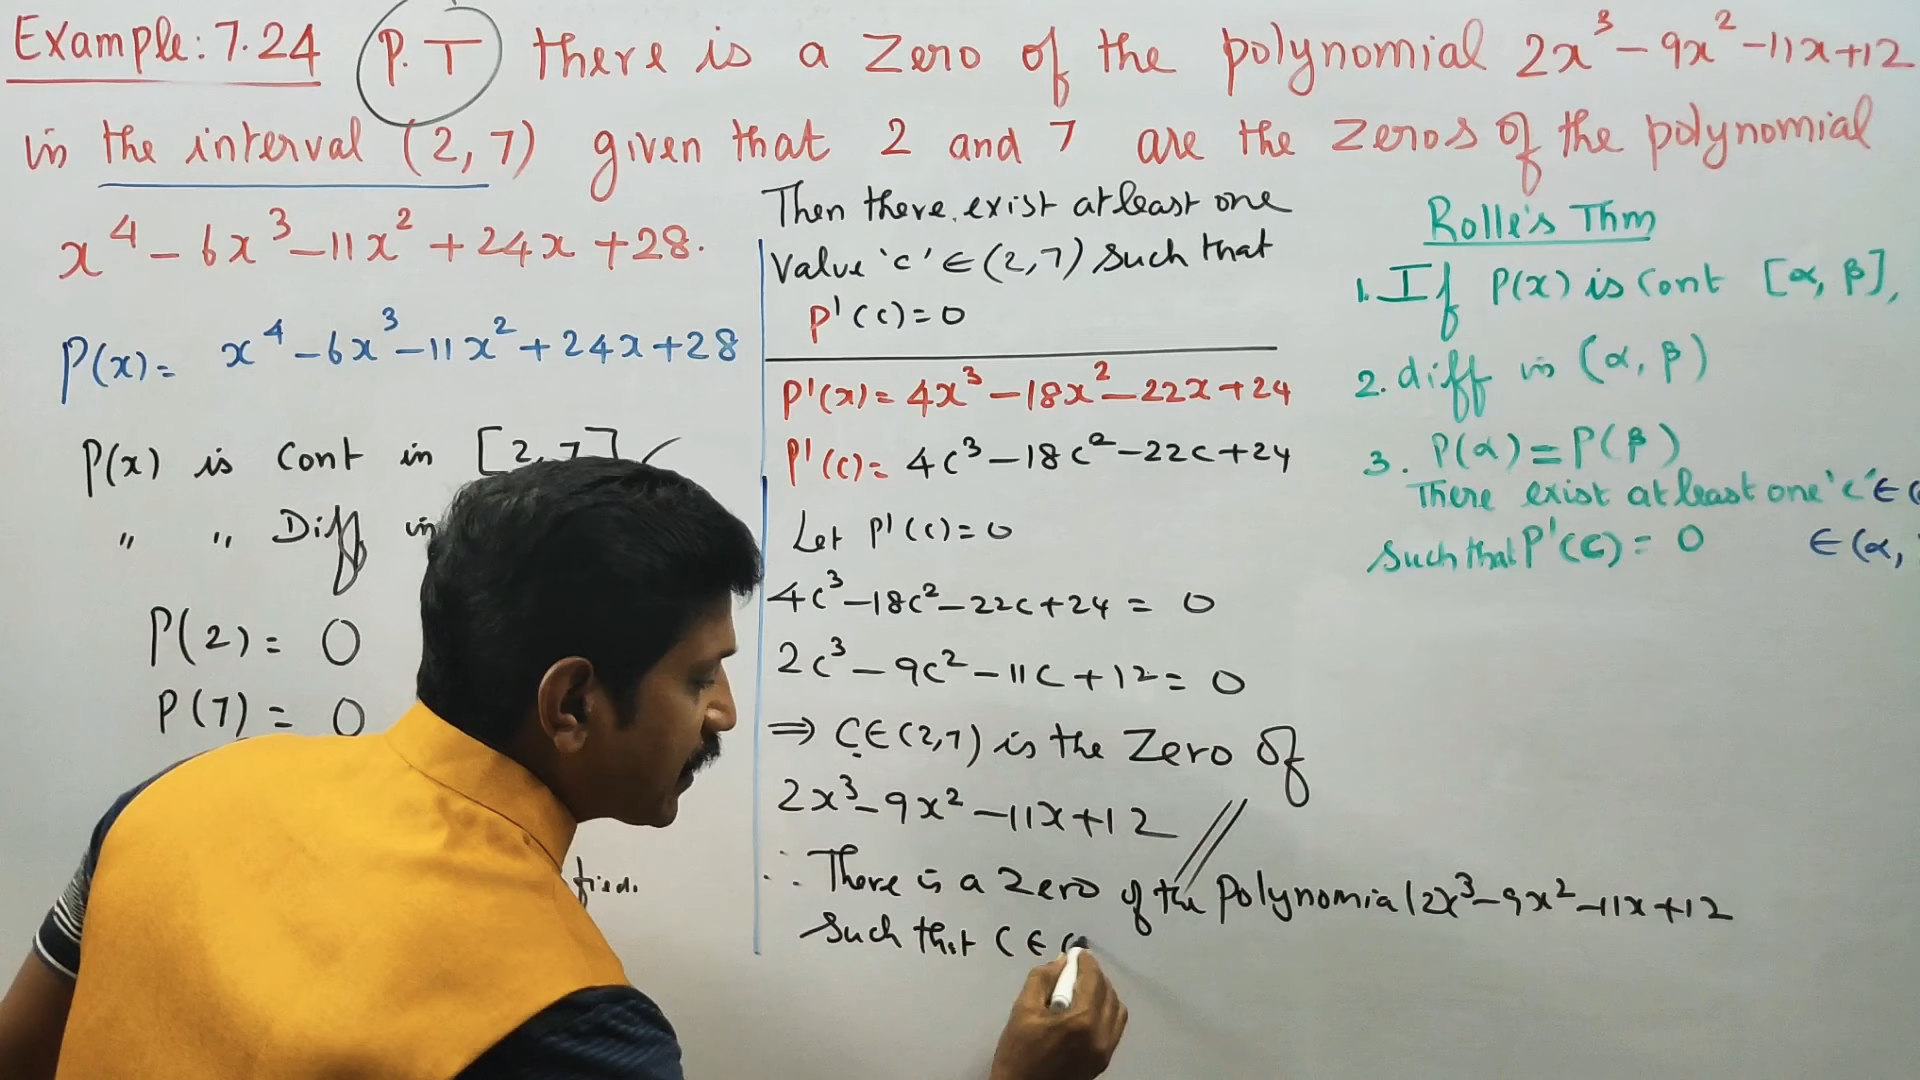 Example: 7.24 P.T there is a zero of the polynomial 2x³-9x²-11x+12
in the interval (2,7) given that 2 and 7 are the zeros of the polynomial
x⁴-6x³-11x²+24x+28.
P(x)= x⁴-6x³-11x²+24x+28
P(x) is Cont in [2,7]
" " Diff in
P(2)= 0
P(7)= 0
Then there exist atleast one
Value 'c' ∈ (2,7) such that
P'(c)=0
P'(x)= 4x³-18x²-22x+24
P'(c)= 4c³-18c²-22c+24
Let P'(c)=0
4c³-18c²-22c+24 = 0
2c³-9c²-11c+12= 0
⇒ C∈(2,7) is the Zero of
2x³-9x²-11x+12
∴ There is a Zero of the Polynomial 2x³-9x²-11x+12
Such that C ∈ (
Rolle's Thm
1. If P(x) is Cont [α, β],
2. diff in (α, β)
3. P(α)=P(β)
There exist atleast one 'c' ∈ (
Such that P'(c)= 0 ∈(α,